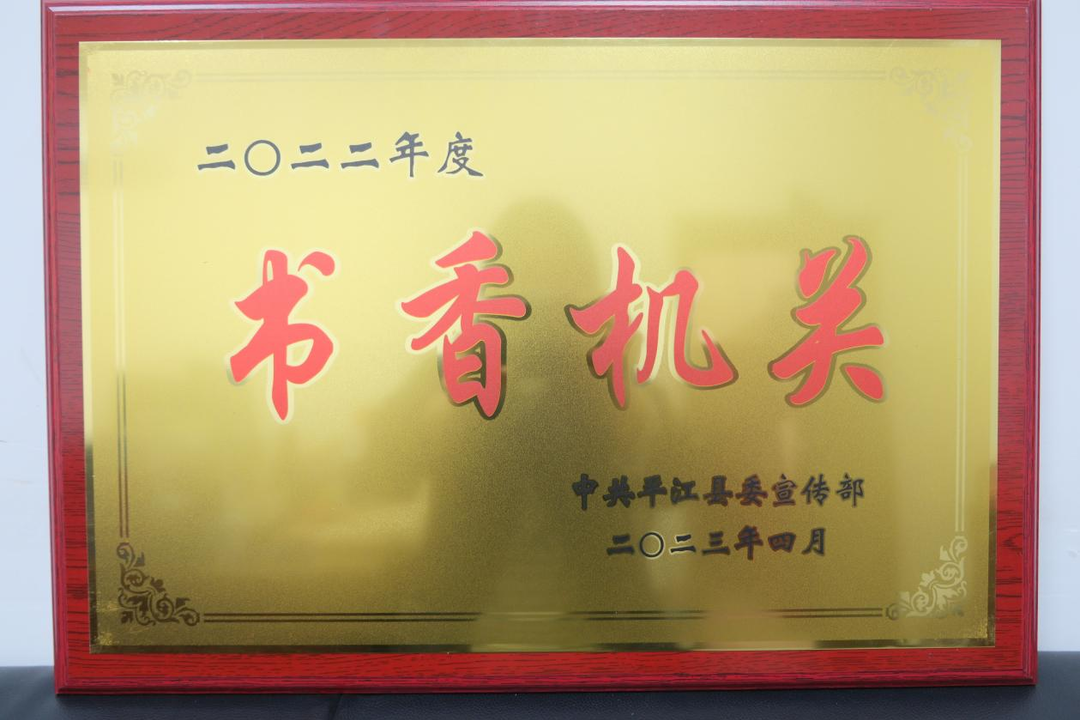 二〇二二年度
书香机关
中共平江县委宣传部
二〇二三年四月